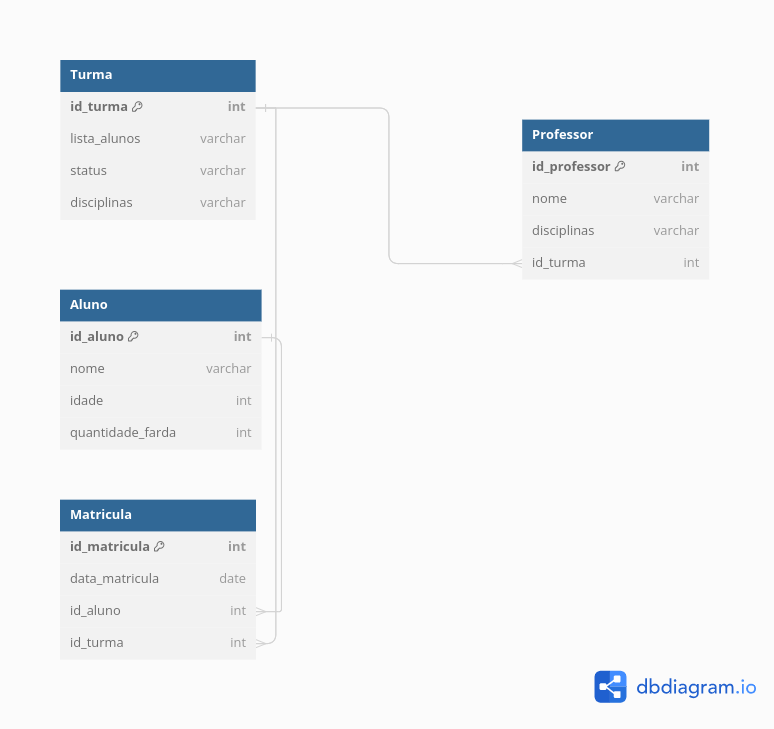 Turma
id_turma int
lista_alunos varchar
status varchar
disciplinas varchar
Professor
id_professor int
nome varchar
disciplinas varchar
id_turma int
Aluno
id_aluno int
nome varchar
idade int
quantidade_farda int
Matricula
id_matricula int
data_matricula date
id_aluno int
id_turma int
dbdiagram.io